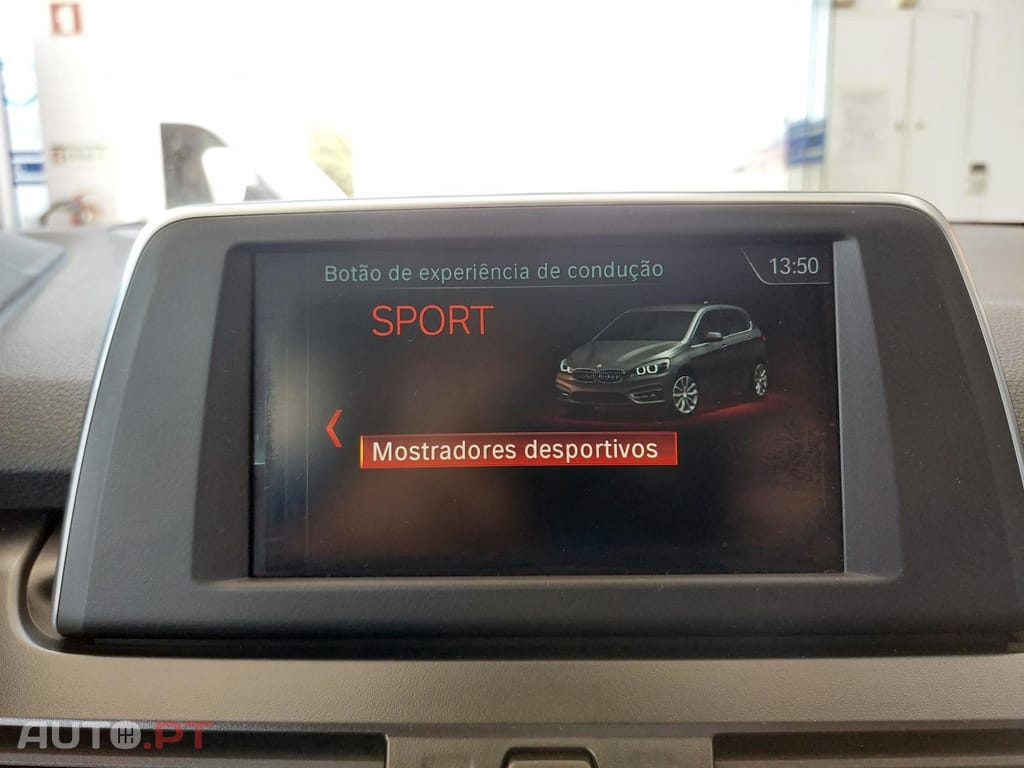 Botão de experiência de condução
13:50
SPORT
Mostradores desportivos
AUTO.PT